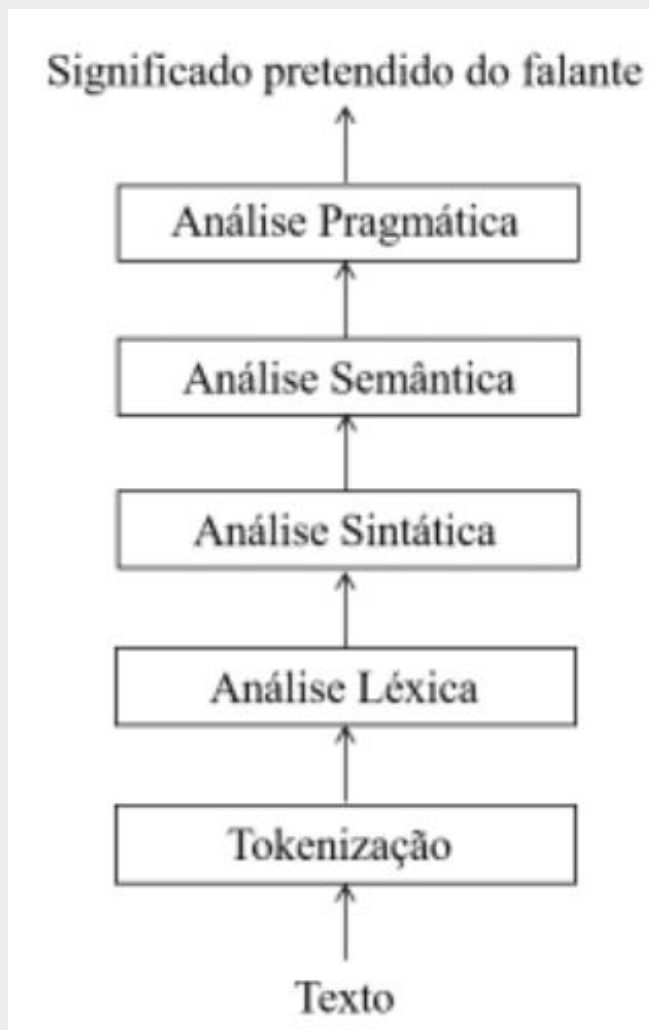 Significado pretendido do falante
Análise Pragmática
Análise Semântica
Análise Sintática
Análise Léxica
Tokenização
Texto